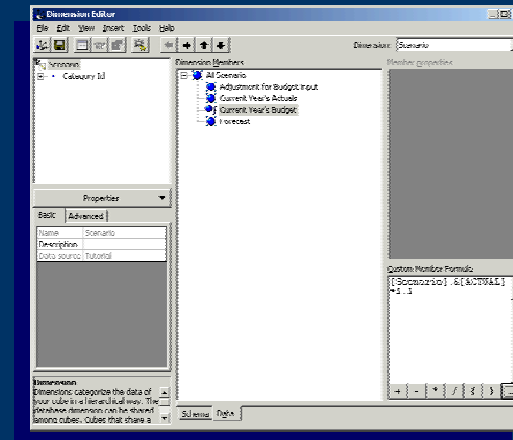 Dimension Editor
File Edit View Insert Tools Help
Dimension: Scenario
Scenario
Category Id
Dimension Members
All Scenario
Adjustment for Budget Input
Current Year's Actuals
Current Year's Budget
Forecast
Member Properties
Properties
Basic Advanced
Name Scenario
Description
Data source Tutorial
Custom Member Formula
[Scenario].&[ACTUAL]
+ - * / ( )
Dimension
Dimensions categorize the data of
your cube in a hierarchical way. The
database dimension can be shared
among cubes. Cubes that share a
Schema Data